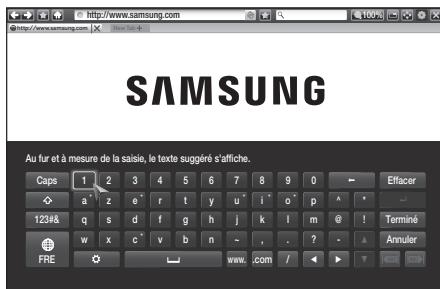 http://www.samsung.com 100%
http://www.samsung.com New Tab +
SAMSUNG
Au fur et à mesure de la saisie, le texte suggéré s'affiche.
Caps 1 2 3 4 5 6 7 8 9 0 Effacer
a z e r t y u i o p ^ *
123#& q s d f g h j k l m @ ! Terminé
w x c v b n ~ , . ? - Annuler
FRE www. .com /